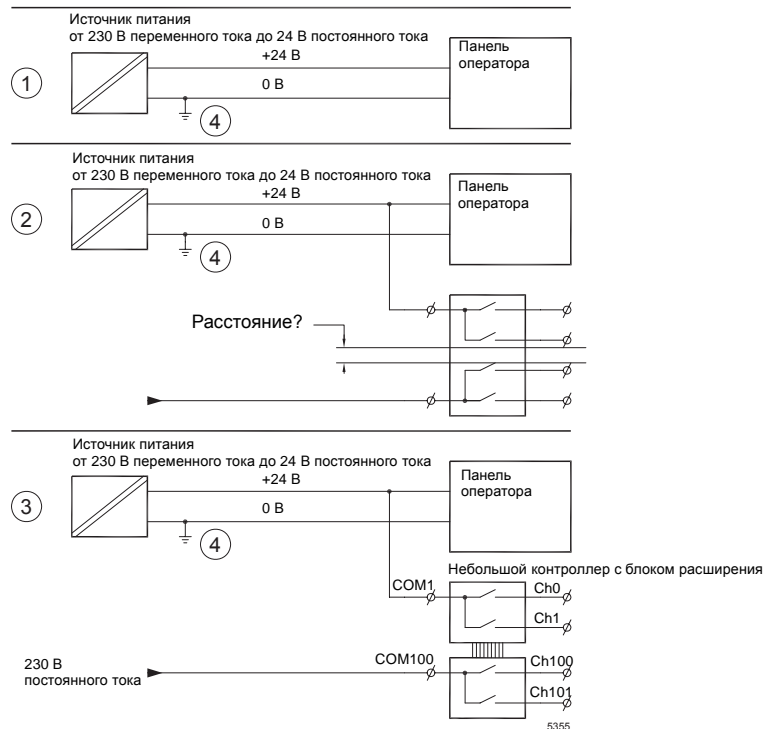 Источник питания
от 230 В переменного тока до 24 В постоянного тока
+24 В
Панель
оператора
1
0 В
4
Источник питания
от 230 В переменного тока до 24 В постоянного тока
+24 В
Панель
оператора
2
0 В
4
Расстояние?
Источник питания
от 230 В переменного тока до 24 В постоянного тока
+24 В
Панель
оператора
3
0 В
4
Небольшой контроллер с блоком расширения
COM1
Ch0
Ch1
230 В
постоянного тока
COM100
Ch100
Ch101
5355